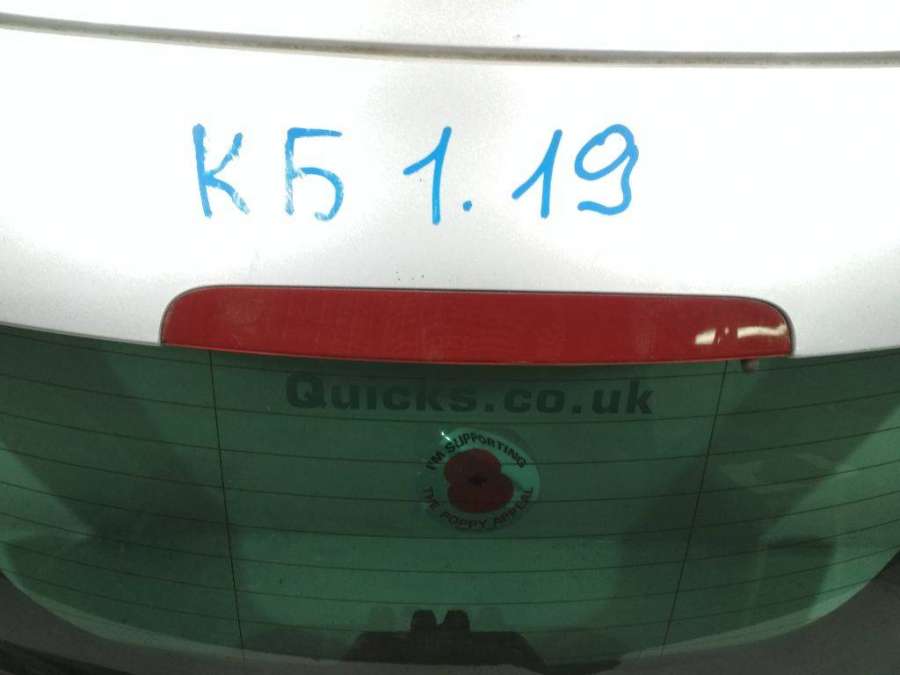 КБ 1.19
Quicks.co.uk
I'M SUPPORTING
THE POPPY APPEAL